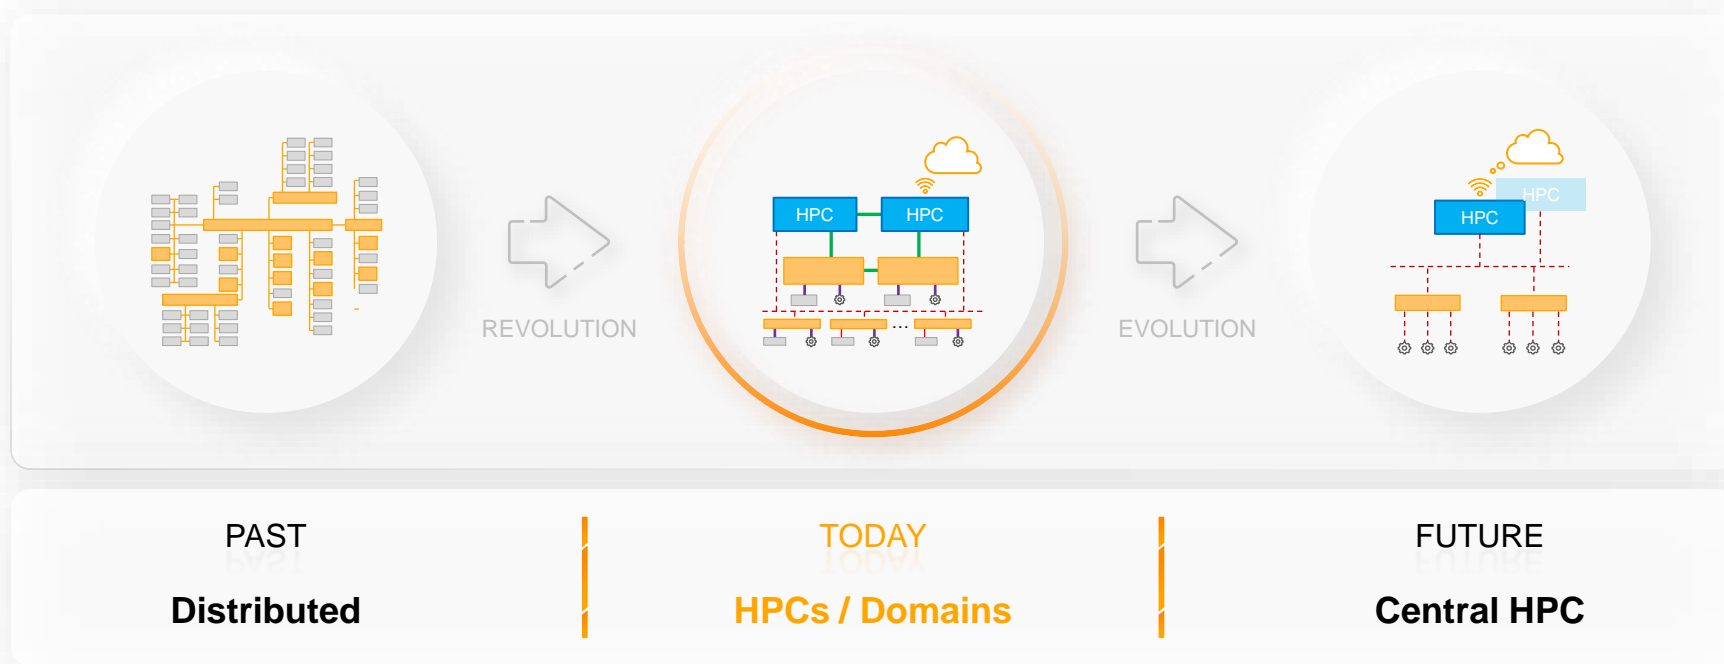 HPC
HPC
...
HPC
HPC
REVOLUTION
EVOLUTION
PAST
TODAY
FUTURE
Distributed
HPCs / Domains
Central HPC